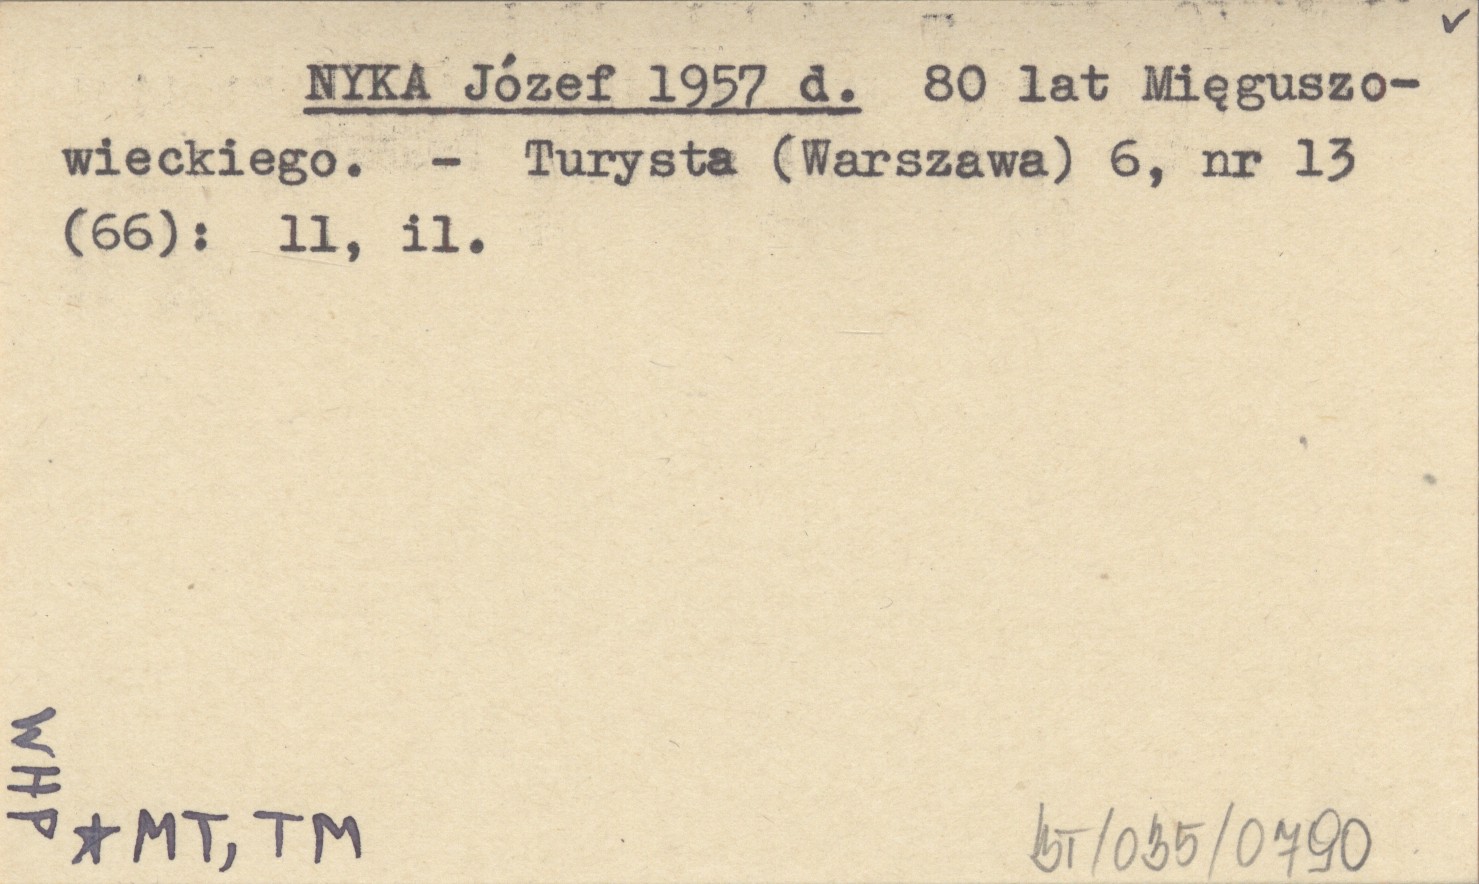 NYKA Józef 1957 d. 80 lat Mięguszo-
wieckiego. - Turysta (Warszawa) 6, nr 13
(66): 11, il.
WHP
★MT, TM
BT/035/0790